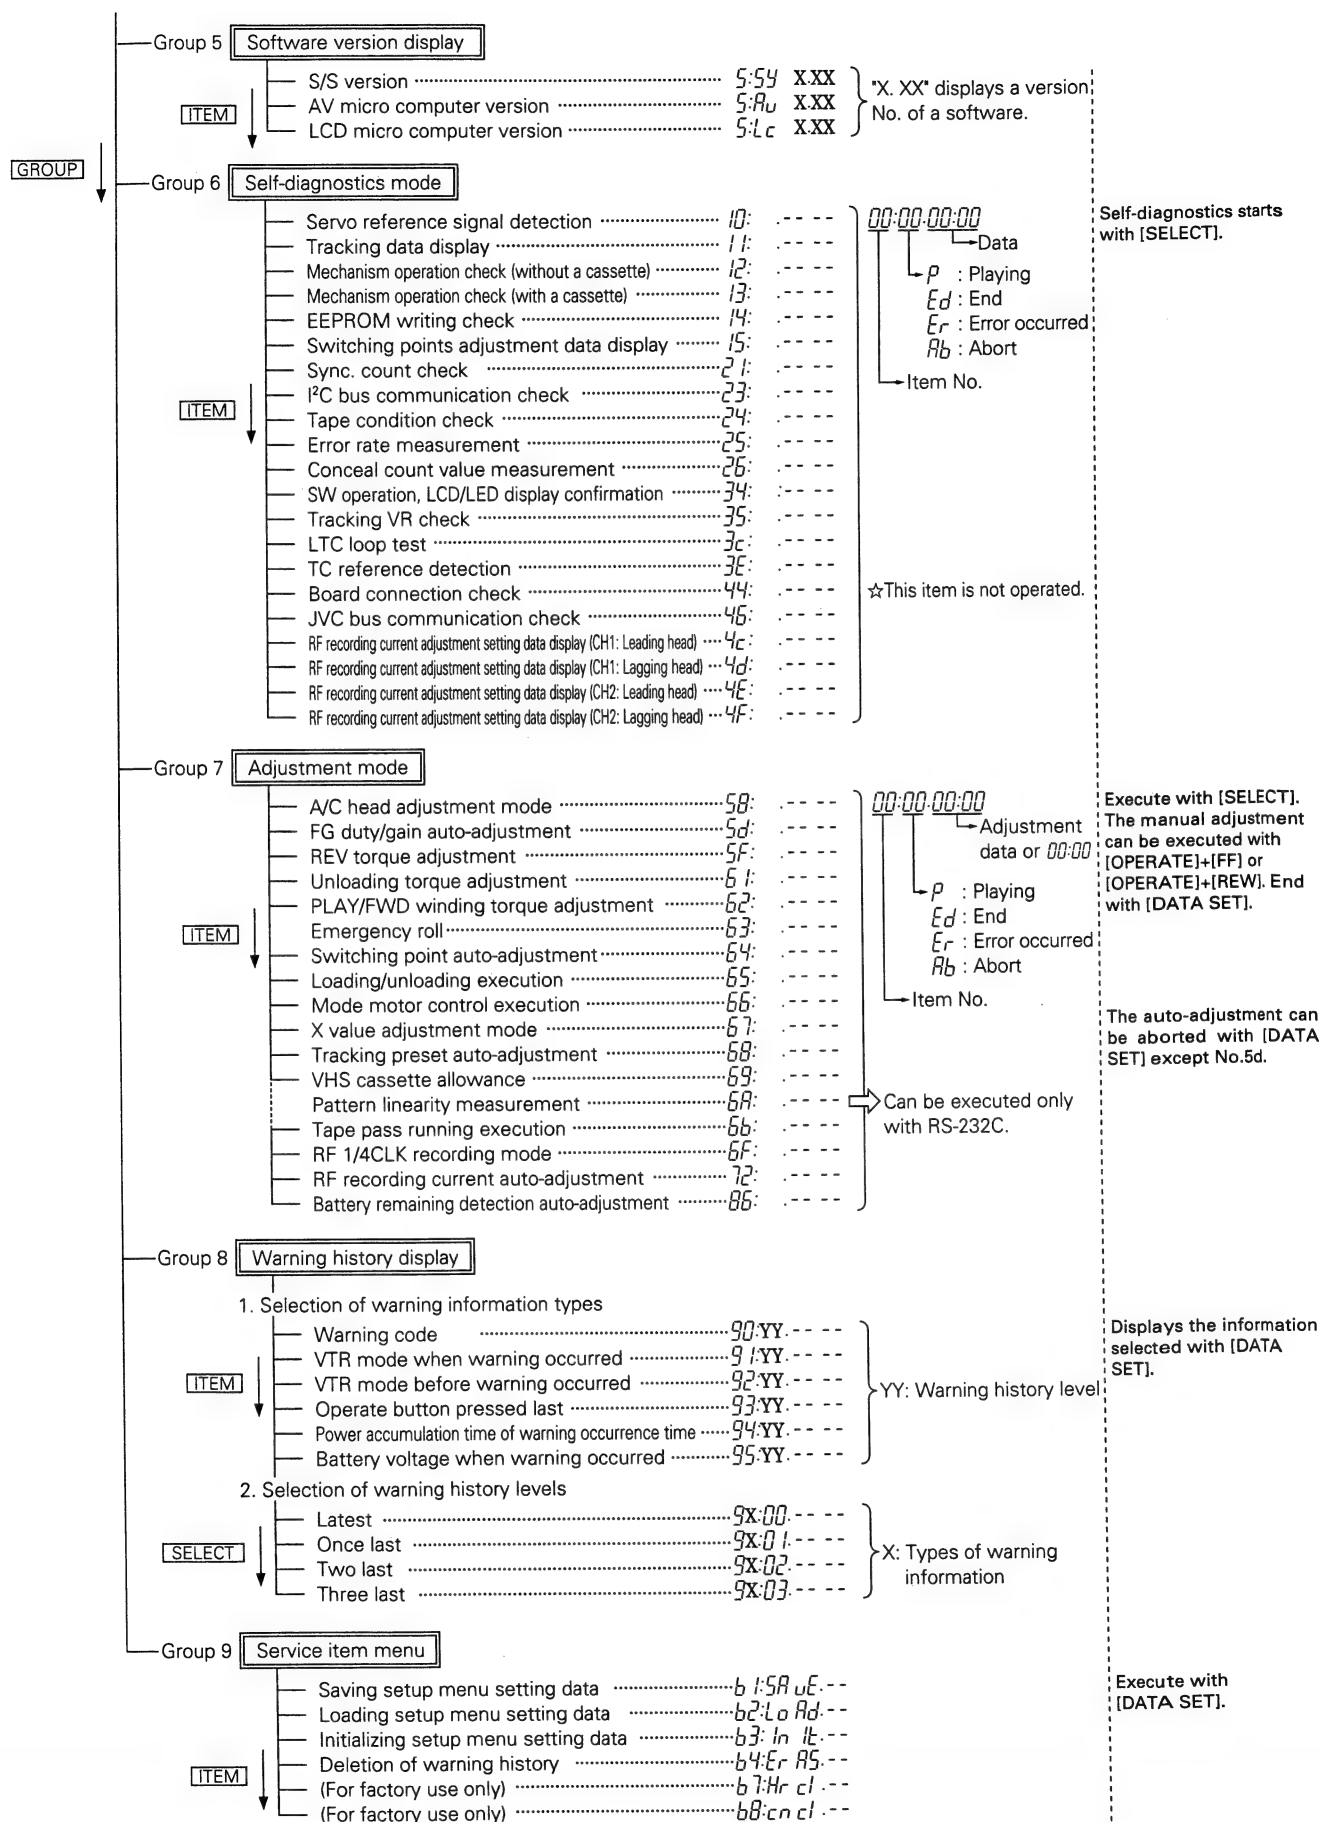 Group 5 Software version display
S/S version 5:SY X.XX
AV micro computer version 5:Au X.XX
LCD micro computer version 5:Lc X.XX
"X. XX" displays a version
No. of a software.
ITEM
GROUP
Group 6 Self-diagnostics mode
Servo reference signal detection 10: .----
Tracking data display 11: .----
Mechanism operation check (without a cassette) 12: .----
Mechanism operation check (with a cassette) 13: .----
EEPROM writing check 14: .----
Switching points adjustment data display 15: .----
Sync. count check 21: .----
I²C bus communication check 23: .----
Tape condition check 24: .----
Error rate measurement 25: .----
Conceal count value measurement 26: .----
SW operation, LCD/LED display confirmation 34: :----
Tracking VR check 35: .----
LTC loop test 3c: .----
TC reference detection 3E: .----
Board connection check 44: .----
JVC bus communication check 46: .----
RF recording current adjustment setting data display (CH1: Leading head) 4c: .----
RF recording current adjustment setting data display (CH1: Lagging head) 4d: .----
RF recording current adjustment setting data display (CH2: Leading head) 4E: .----
RF recording current adjustment setting data display (CH2: Lagging head) 4F: .----
ITEM
00:00.00:00
Data
P : Playing
Ed : End
Er : Error occurred
Ab : Abort
Item No.
☆This item is not operated.
Self-diagnostics starts
with [SELECT].
Group 7 Adjustment mode
A/C head adjustment mode 58: .----
FG duty/gain auto-adjustment 5d: .----
REV torque adjustment 5F: .----
Unloading torque adjustment 61: .----
PLAY/FWD winding torque adjustment 62: .----
Emergency roll 63: .----
Switching point auto-adjustment 64: .----
Loading/unloading execution 65: .----
Mode motor control execution 66: .----
X value adjustment mode 67: .----
Tracking preset auto-adjustment 68: .----
VHS cassette allowance 69: .----
Pattern linearity measurement 6A: .----
Tape pass running execution 6b: .----
RF 1/4CLK recording mode 6F: .----
RF recording current auto-adjustment 72: .----
Battery remaining detection auto-adjustment 86: .----
ITEM
00:00.00:00
Adjustment
data or 00:00
P : Playing
Ed : End
Er : Error occurred
Ab : Abort
Item No.
Can be executed only
with RS-232C.
Execute with [SELECT].
The manual adjustment
can be executed with
[OPERATE]+[FF] or
[OPERATE]+[REW]. End
with [DATA SET].
The auto-adjustment can
be aborted with [DATA
SET] except No.5d.
Group 8 Warning history display
1. Selection of warning information types
Warning code 90:YY.----
VTR mode when warning occurred 91:YY.----
VTR mode before warning occurred 92:YY.----
Operate button pressed last 93:YY.----
Power accumulation time of warning occurrence time 94:YY.----
Battery voltage when warning occurred 95:YY.----
ITEM
YY: Warning history level
Displays the information
selected with [DATA
SET].
2. Selection of warning history levels
Latest 9X:00.----
Once last 9X:01.----
Two last 9X:02.----
Three last 9X:03.----
SELECT
X: Types of warning
information
Group 9 Service item menu
Saving setup menu setting data b1:SAuE.--
Loading setup menu setting data b2:LoAd.--
Initializing setup menu setting data b3:InIt.--
Deletion of warning history b4:ErAS.--
(For factory use only) b7:Hrcl.--
(For factory use only) b8:cncl.--
ITEM
Execute with
[DATA SET].